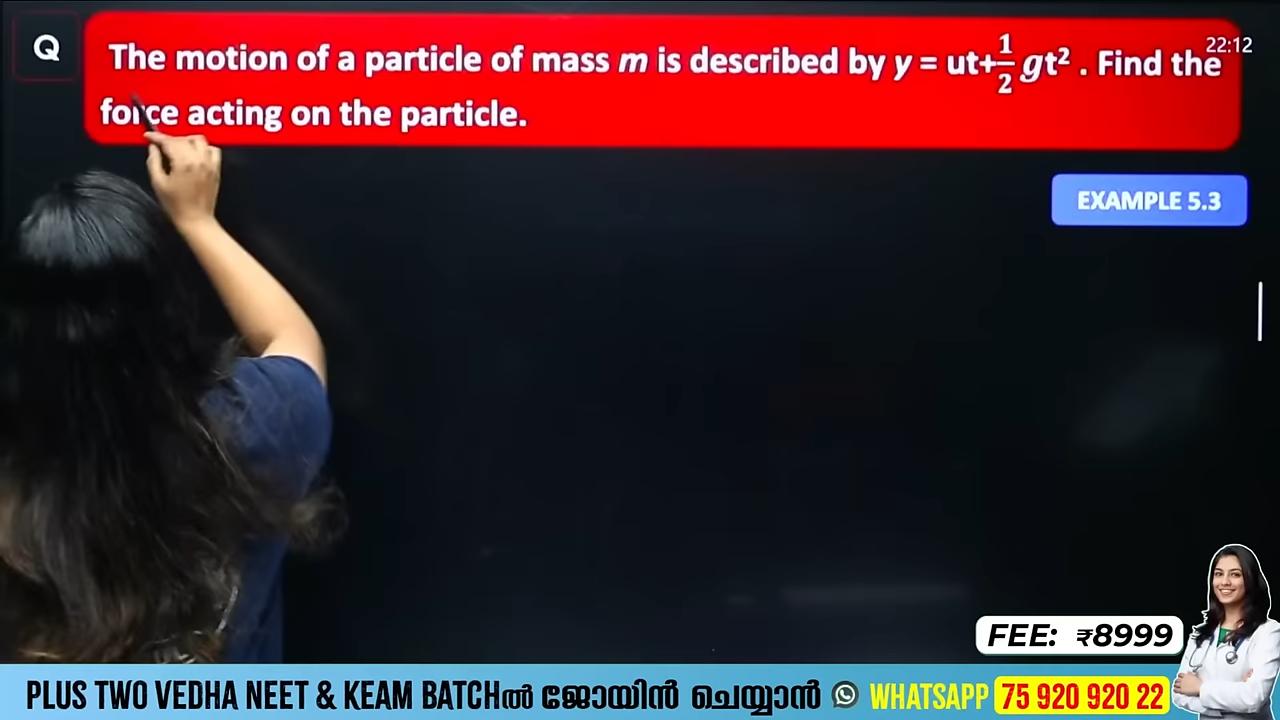 Q
The motion of a particle of mass m is described by y = ut+½ gt² . Find the
22:12
force acting on the particle.
EXAMPLE 5.3
FEE: ₹8999
PLUS TWO VEDHA NEET & KEAM BATCHൽ ജോയിൻ ചെയ്യാൻ WHATSAPP 75 920 920 22